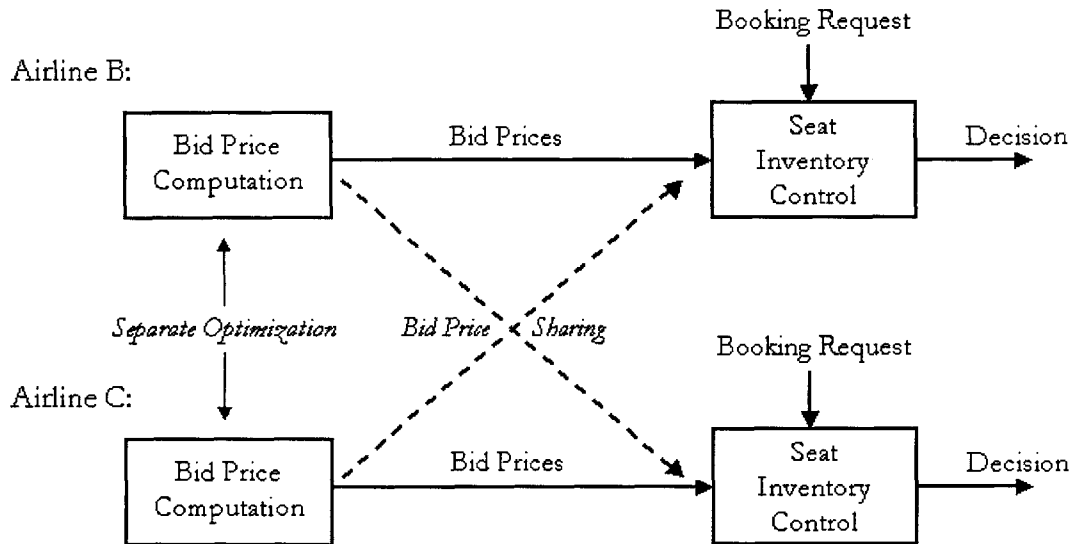 Booking Request
Airline B:
Bid Price
Computation
Bid Prices
Seat
Inventory
Control
Decision
Separate Optimization
Bid Price Sharing
Booking Request
Airline C:
Bid Price
Computation
Bid Prices
Seat
Inventory
Control
Decision